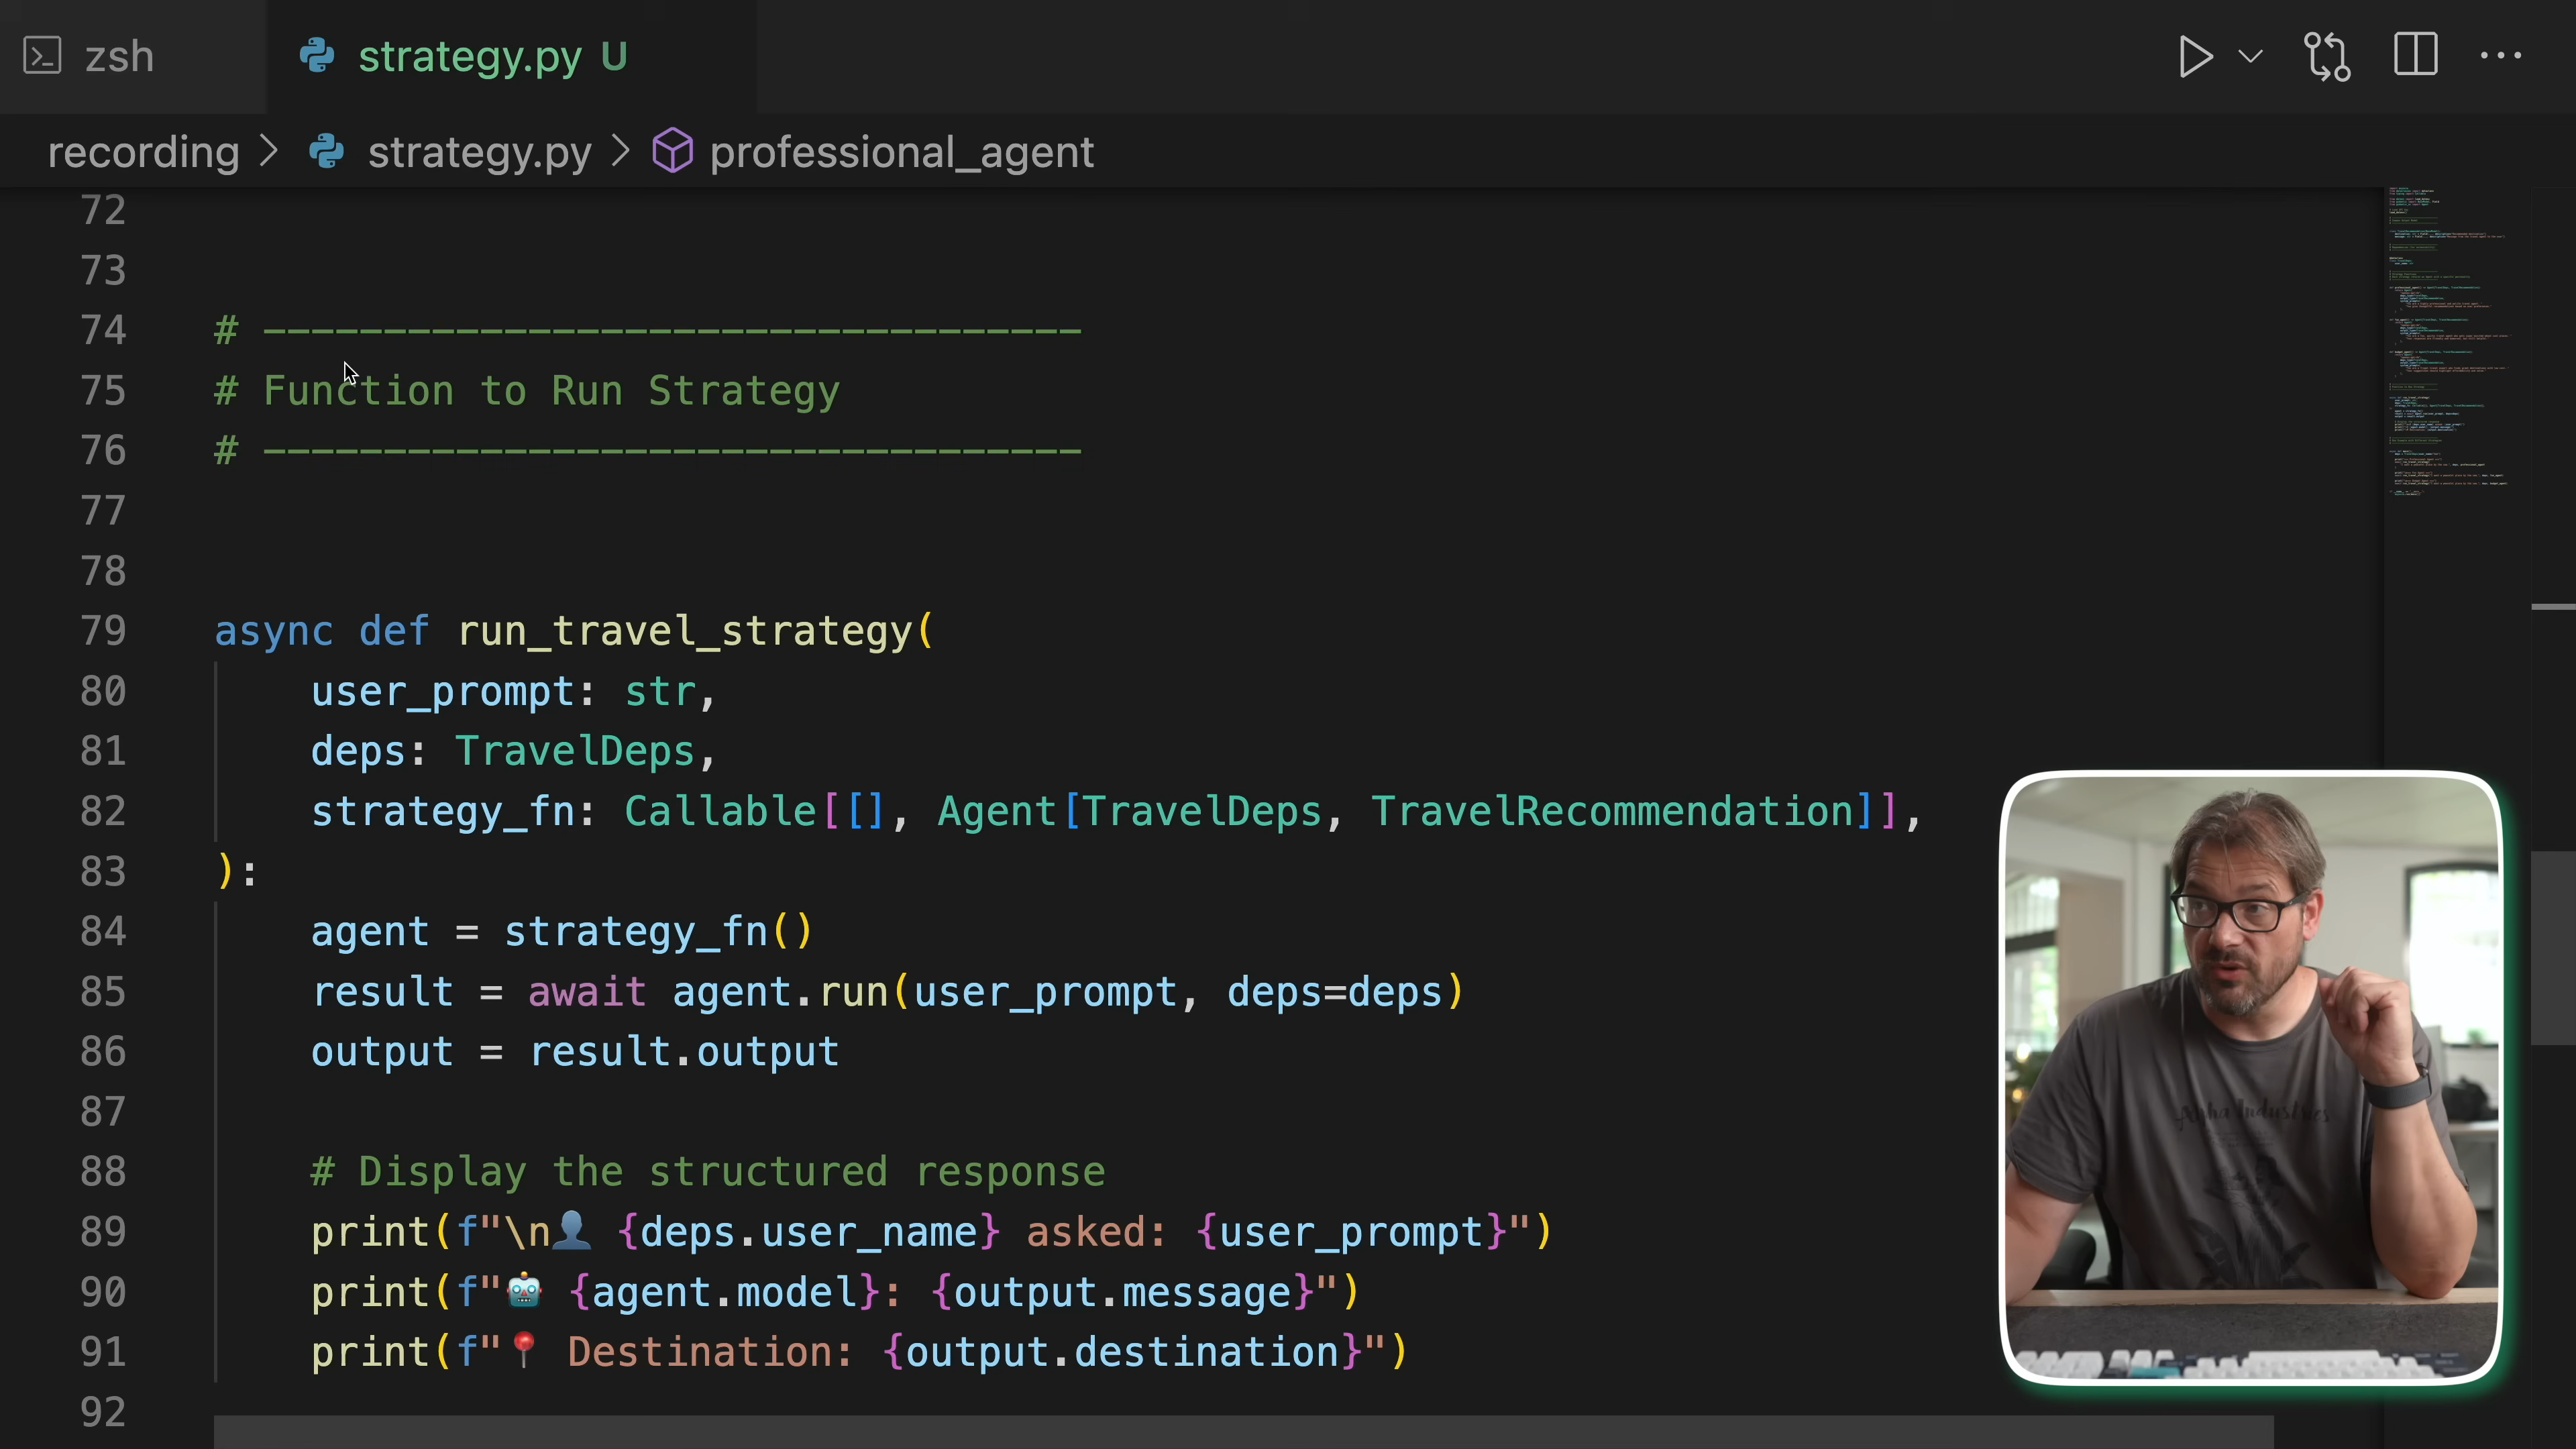 zsh
strategy.py U
recording > strategy.py > professional_agent
72
73
74 # ----------------------------------
75 # Function to Run Strategy
76 # ----------------------------------
77
78
79 async def run_travel_strategy(
80 user_prompt: str,
81 deps: TravelDeps,
82 strategy_fn: Callable[[], Agent[TravelDeps, TravelRecommendation]],
83 ):
84 agent = strategy_fn()
85 result = await agent.run(user_prompt, deps=deps)
86 output = result.output
87
88 # Display the structured response
89 print(f"\n👤 {deps.user_name} asked: {user_prompt}")
90 print(f"🤖 {agent.model}: {output.message}")
91 print(f"📍 Destination: {output.destination}")
92
Alpha Industries